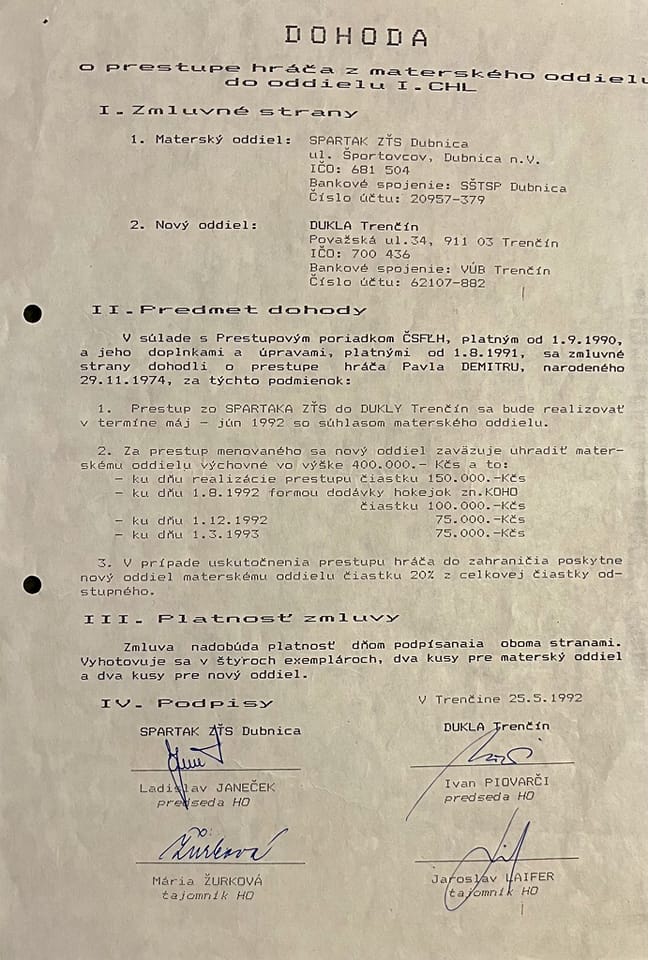 DOHODA
o prestupe hráča z materského oddielu
do oddielu I.CHL
I.Zmluvné strany
1. Materský oddiel: SPARTAK ZŤS Dubnica
ul. Športovcov, Dubnica n.V.
IČO: 681 504
Bankové spojenie: SŠTSP Dubnica
Číslo účtu: 20957-379
2. Nový oddiel: DUKLA Trenčín
Považská ul.34, 911 03 Trenčín
IČO: 700 436
Bankové spojenie: VÚB Trenčín
Číslo účtu: 62107-882
II.Predmet dohody
V súlade s Prestupovým poriadkom ČSFĽH, platným od 1.9.1990,
a jeho doplnkami a úpravami, platnými od 1.8.1991, sa zmluvné
strany dohodli o prestupe hráča Pavla DEMITRU, narodeného
29.11.1974, za týchto podmienok:
1. Prestup zo SPARTAKA ZŤS do DUKLY Trenčín sa bude realizovať
v termíne máj - jún 1992 so súhlasom materského oddielu.
2. Za prestup menovaného sa nový oddiel zaväzuje uhradiť mater-
skému oddielu výchovné vo výške 400.000.- Kčs a to:
- ku dňu realizácie prestupu čiastku 150.000.-Kčs
- ku dňu 1.8.1992 formou dodávky hokejok zn.KOHO
čiastku 100.000.-Kčs
- ku dňu 1.12.1992 75.000.-Kčs
- ku dňu 1.3.1993 75.000.-Kčs
3. V prípade uskutočnenia prestupu hráča do zahraničia poskytne
nový oddiel materskému oddielu čiastku 20% z celkovej čiastky od-
stupného.
III. Platnosť zmluvy
Zmluva nadobúda platnosť dňom podpísanaia oboma stranami.
Vyhotovuje sa v štyroch exemplároch, dva kusy pre materský oddiel
a dva kusy pre nový oddiel.
IV. Podpisy V Trenčíne 25.5.1992
SPARTAK ZŤS Dubnica DUKLA Trenčín
Ladislav JANEČEK Ivan PIOVARČI
predseda HO predseda HO
Žurková
Mária ŽURKOVÁ Jaroslav LAIFER
tajomník HO tajomník HO